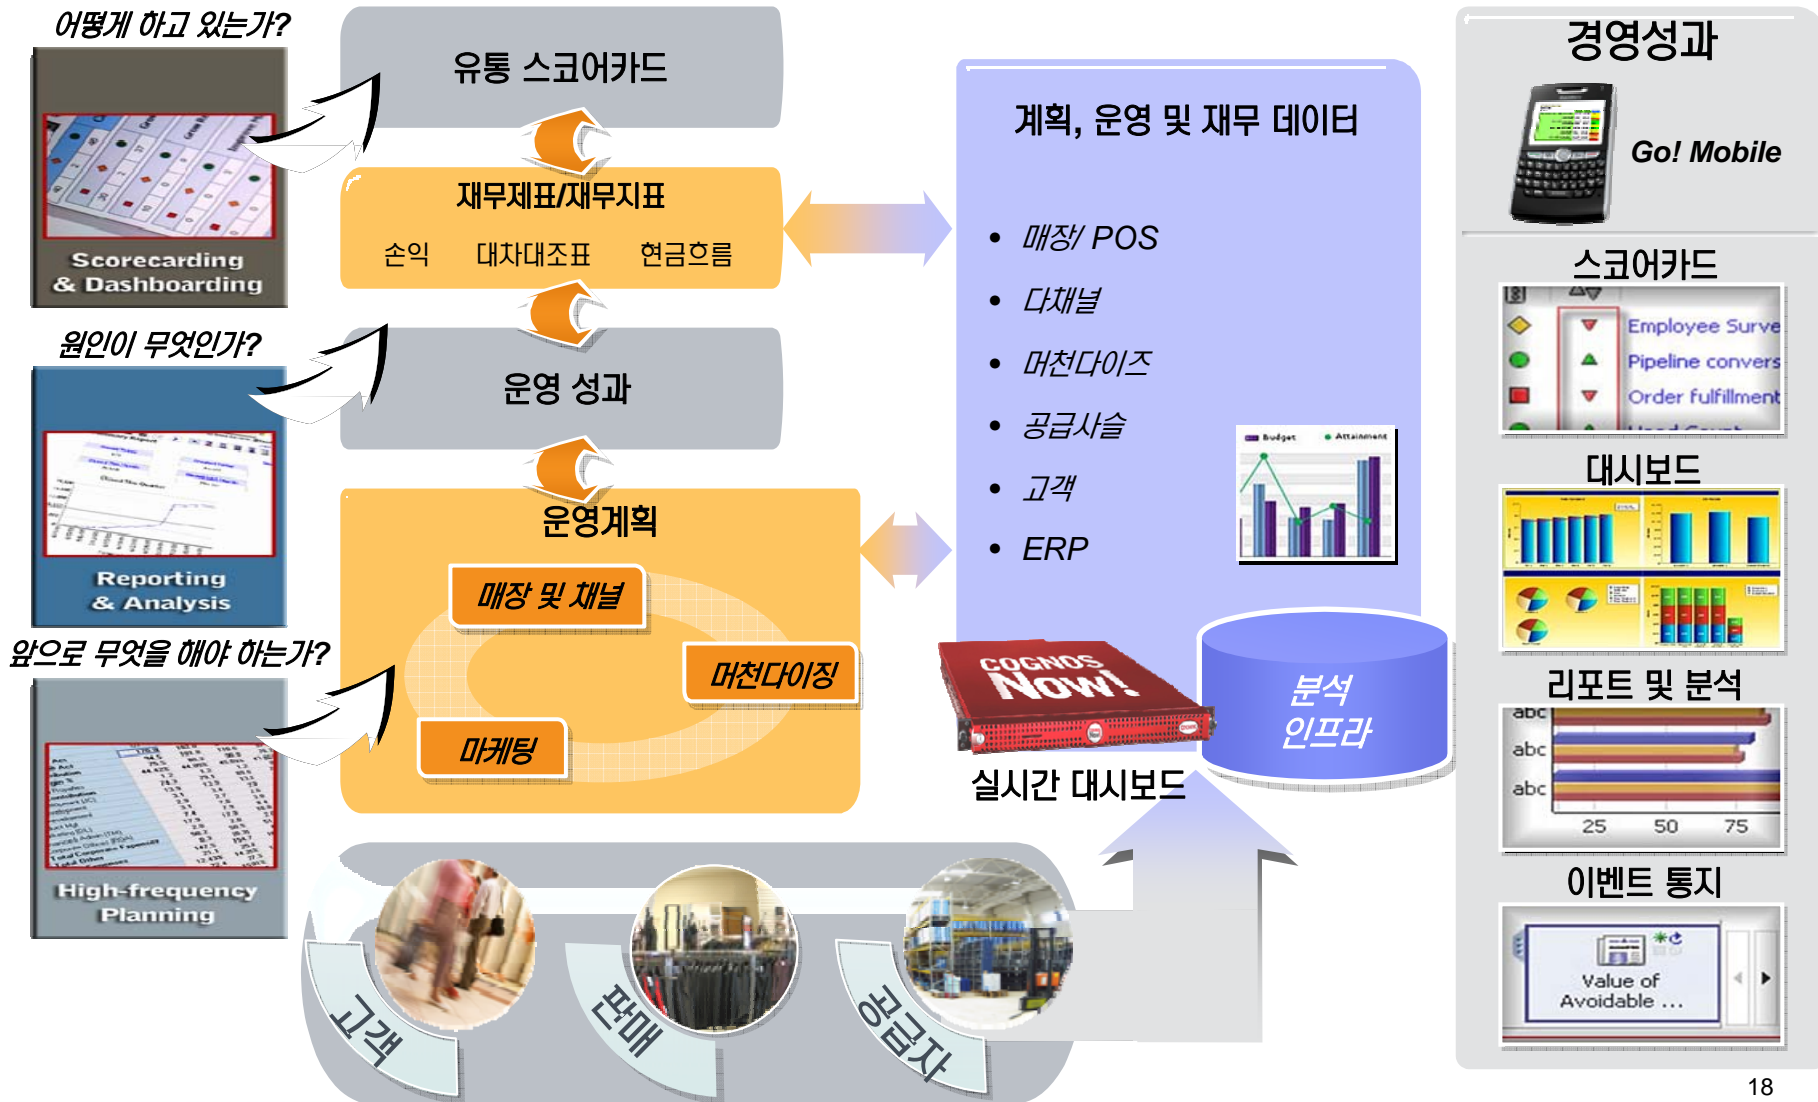 어떻게 하고 있는가?
Scorecarding
& Dashboarding
원인이 무엇인가?
Reporting
& Analysis
앞으로 무엇을 해야 하는가?
High-frequency
Planning
유통 스코어카드
재무제표/재무지표
손익 대차대조표 현금흐름
운영 성과
운영계획
매장 및 채널
머천다이징
마케팅
고객
판매
공급자
계획, 운영 및 재무 데이터
• 매장/ POS
• 다채널
• 머천다이즈
• 공급사슬
• 고객
• ERP
Budget Attainment
COGNOS
Now!
실시간 대시보드
분석
인프라
경영성과
Go! Mobile
스코어카드
Employee Surve
Pipeline convers
Order fulfillment
대시보드
리포트 및 분석
abc
abc
abc
25 50 75
이벤트 통지
Value of
Avoidable ...
18